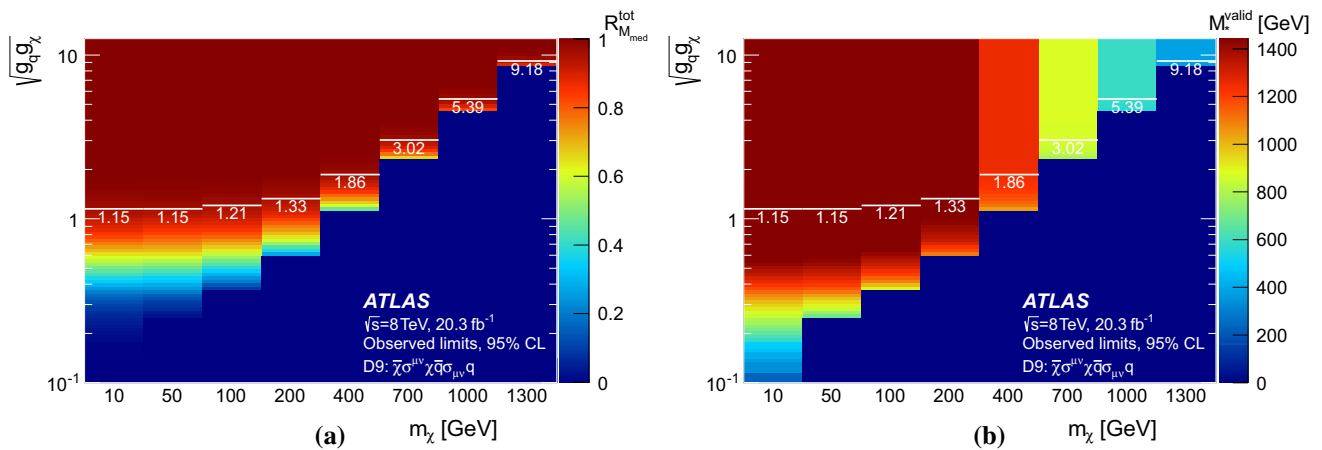 √g_q g_χ
10
1
10⁻¹
R^tot_M_med
1
0.8
0.6
0.4
0.2
0
1.15
1.15
1.21
1.33
1.86
3.02
5.39
9.18
ATLAS
√s=8 TeV, 20.3 fb⁻¹
Observed limits, 95% CL
D9: χ̄σ^μν χq̄σ_μν q
10 50 100 200 400 700 1000 1300
m_χ [GeV]
(a)
√g_q g_χ
10
1
10⁻¹
M_*^valid [GeV]
1400
1200
1000
800
600
400
200
0
1.15
1.15
1.21
1.33
1.86
3.02
5.39
9.18
ATLAS
√s=8 TeV, 20.3 fb⁻¹
Observed limits, 95% CL
D9: χ̄σ^μν χq̄σ_μν q
10 50 100 200 400 700 1000 1300
m_χ [GeV]
(b)